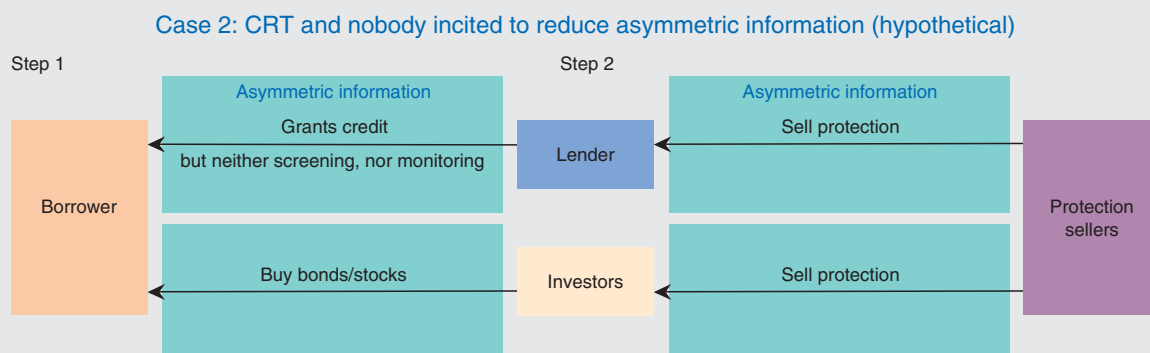 Case 2: CRT and nobody incited to reduce asymmetric information (hypothetical)
Step 1
Step 2
Asymmetric information
Asymmetric information
Grants credit
Sell protection
but neither screening, nor monitoring
Lender
Borrower
Protection
sellers
Buy bonds/stocks
Investors
Sell protection